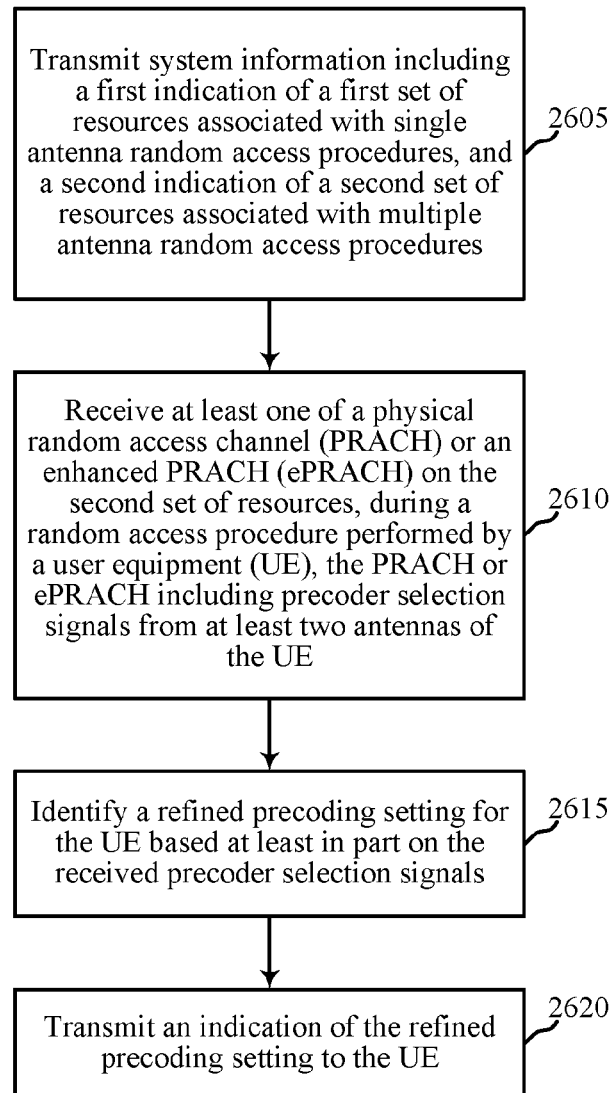 Transmit system information including
a first indication of a first set of
resources associated with single
antenna random access procedures, and
a second indication of a second set of
resources associated with multiple
antenna random access procedures
2605
Receive at least one of a physical
random access channel (PRACH) or an
enhanced PRACH (ePRACH) on the
second set of resources, during a
random access procedure performed by
a user equipment (UE), the PRACH or
ePRACH including precoder selection
signals from at least two antennas of
the UE
2610
Identify a refined precoding setting for
the UE based at least in part on the
received precoder selection signals
2615
Transmit an indication of the refined
precoding setting to the UE
2620